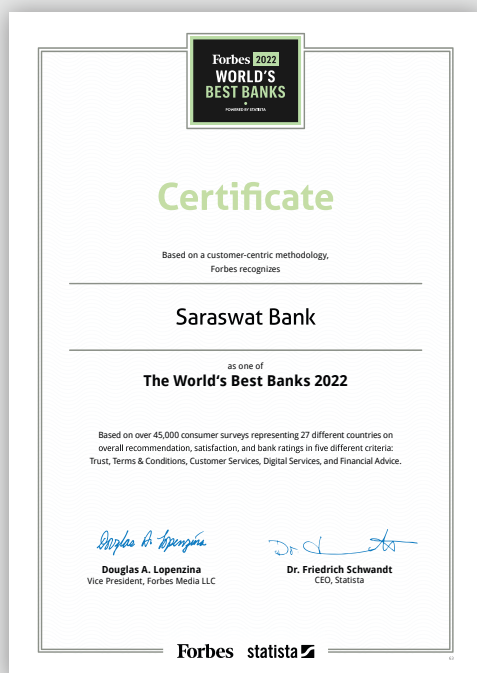 Forbes 2022
WORLD'S
BEST BANKS
POWERED BY STATISTA
Certificate
Based on a customer-centric methodology,
Forbes recognizes
Saraswat Bank
as one of
The World's Best Banks 2022
Based on over 45,000 consumer surveys representing 27 different countries on
overall recommendation, satisfaction, and bank ratings in five different criteria:
Trust, Terms & Conditions, Customer Services, Digital Services, and Financial Advice.
Douglas A. Lopenzina
Douglas A. Lopenzina
Vice President, Forbes Media LLC
Dr. Friedrich Schwandt
CEO, Statista
Forbes statista